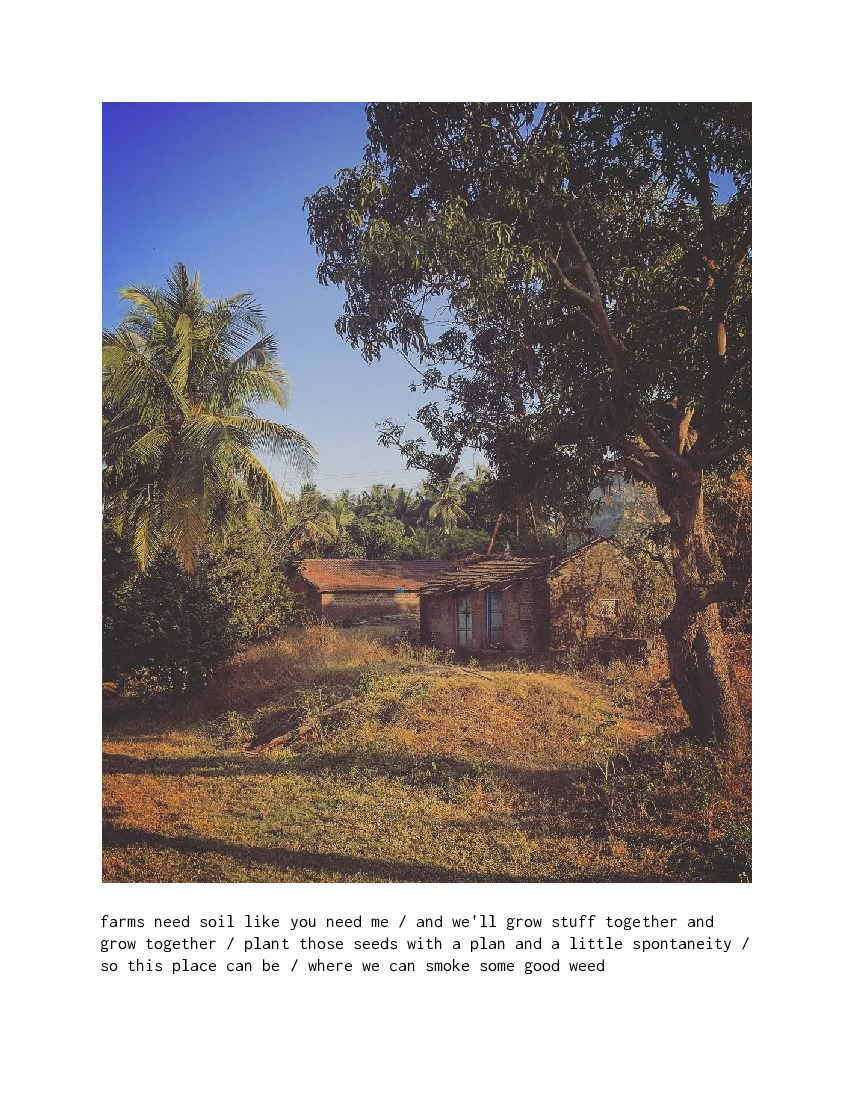 farms need soil like you need me / and we'll grow stuff together and
grow together / plant those seeds with a plan and a little spontaneity /
so this place can be / where we can smoke some good weed